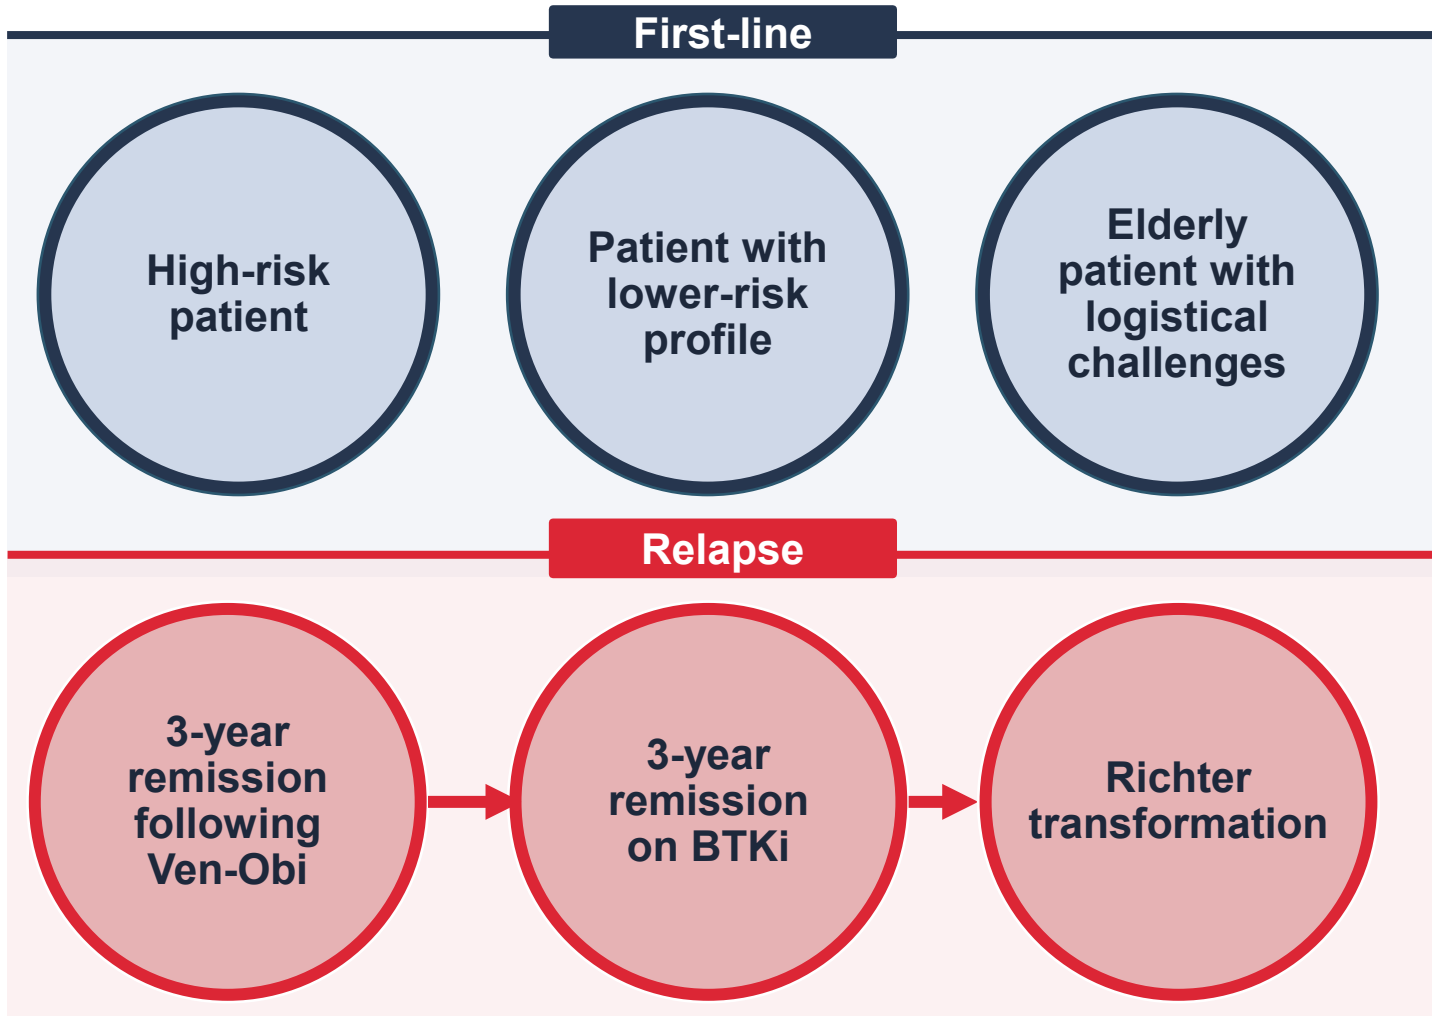 First-line
High-risk
patient
Patient with
lower-risk
profile
Elderly
patient with
logistical
challenges
Relapse
3-year
remission
following
Ven-Obi
3-year
remission
on BTKi
Richter
transformation